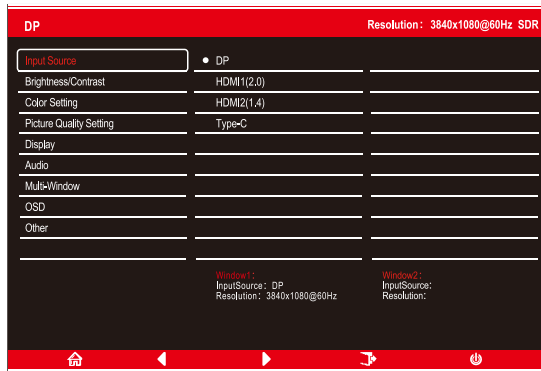 DP
Resolution: 3840x1080@60Hz SDR
Input Source
DP
Brightness/Contrast
HDMI1(2.0)
Color Setting
HDMI2(1.4)
Picture Quality Setting
Type-C
Display
Audio
Multi-Window
OSD
Other
Window1:
InputSource: DP
Resolution: 3840x1080@60Hz
Window2:
InputSource:
Resolution: